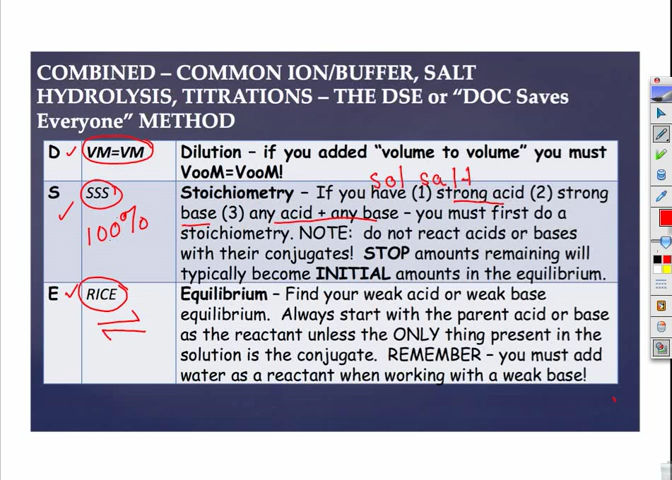 COMBINED – COMMON ION/BUFFER, SALT
HYDROLYSIS, TITRATIONS – THE DSE or “DOC Saves
Everyone” METHOD
D VM=VM Dilution – if you added “volume to volume” you must
VooM=VooM!
sol salt
S SSS Stoichiometry – If you have (1) strong acid (2) strong
100% base (3) any acid + any base – you must first do a
stoichiometry. NOTE: do not react acids or bases
with their conjugates! STOP amounts remaining will
typically become INITIAL amounts in the equilibrium.
E RICE Equilibrium – Find your weak acid or weak base
equilibrium. Always start with the parent acid or base
as the reactant unless the ONLY thing present in the
solution is the conjugate. REMEMBER – you must add
water as a reactant when working with a weak base!